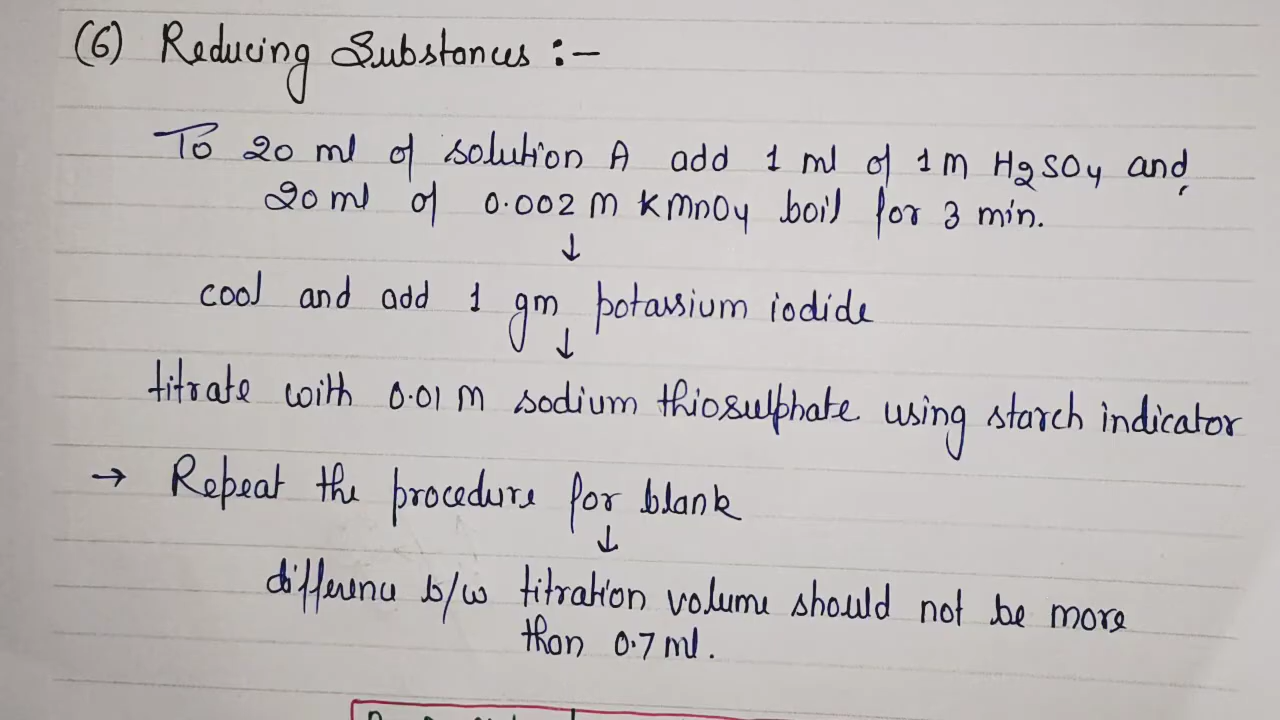 (6) Reducing Substances :-
To 20 ml of solution A add 1 ml of 1M H2SO4 and
20 ml of 0.002 M KMnO4 boil for 3 min.
↓
cool and add 1 gm potassium iodide
↓
titrate with 0.01 M sodium thiosulphate using starch indicator
→ Repeat the procedure for blank
↓
difference b/w titration volume should not be more
than 0.7 ml.